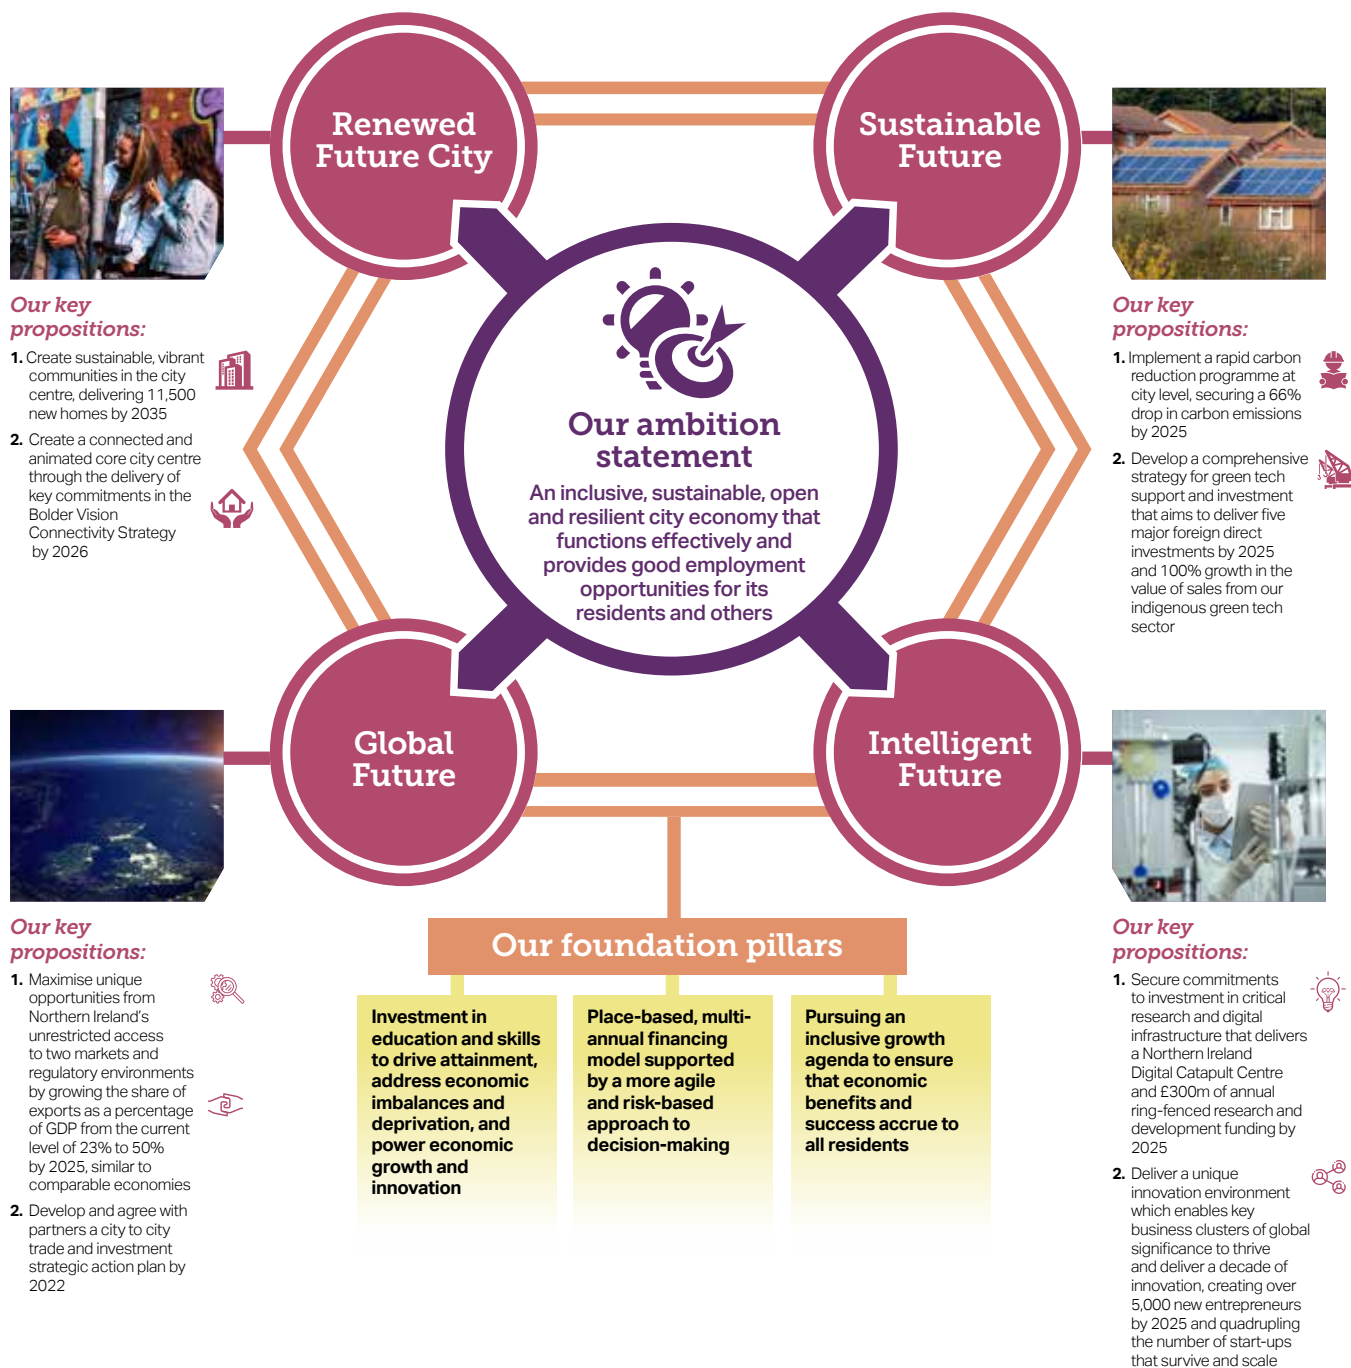 Renewed
Future City
Sustainable
Future
Our key
propositions:
1. Create sustainable, vibrant
communities in the city
centre, delivering 11,500
new homes by 2035
2. Create a connected and
animated core city centre
through the delivery of
key commitments in the
Bolder Vision
Connectivity Strategy
by 2026
Our ambition
statement
An inclusive, sustainable, open
and resilient city economy that
functions effectively and
provides good employment
opportunities for its
residents and others
Our key
propositions:
1. Implement a rapid carbon
reduction programme at
city level, securing a 66%
drop in carbon emissions
by 2025
2. Develop a comprehensive
strategy for green tech
support and investment
that aims to deliver five
major foreign direct
investments by 2025
and 100% growth in the
value of sales from our
indigenous green tech
sector
Global
Future
Intelligent
Future
Our key
propositions:
1. Maximise unique
opportunities from
Northern Ireland's
unrestricted access
to two markets and
regulatory environments
by growing the share of
exports as a percentage
of GDP from the current
level of 23% to 50%
by 2025, similar to
comparable economies
2. Develop and agree with
partners a city to city
trade and investment
strategic action plan by
2022
Our foundation pillars
Investment in
education and skills
to drive attainment,
address economic
imbalances and
deprivation, and
power economic
growth and
innovation
Place-based, multi-
annual financing
model supported
by a more agile
and risk-based
approach to
decision-making
Pursuing an
inclusive growth
agenda to ensure
that economic
benefits and
success accrue to
all residents
Our key
propositions:
1. Secure commitments
to investment in critical
research and digital
infrastructure that delivers
a Northern Ireland
Digital Catapult Centre
and £300m of annual
ring-fenced research and
development funding by
2025
2. Deliver a unique
innovation environment
which enables key
business clusters of global
significance to thrive
and deliver a decade of
innovation, creating over
5,000 new entrepreneurs
by 2025 and quadrupling
the number of start-ups
that survive and scale